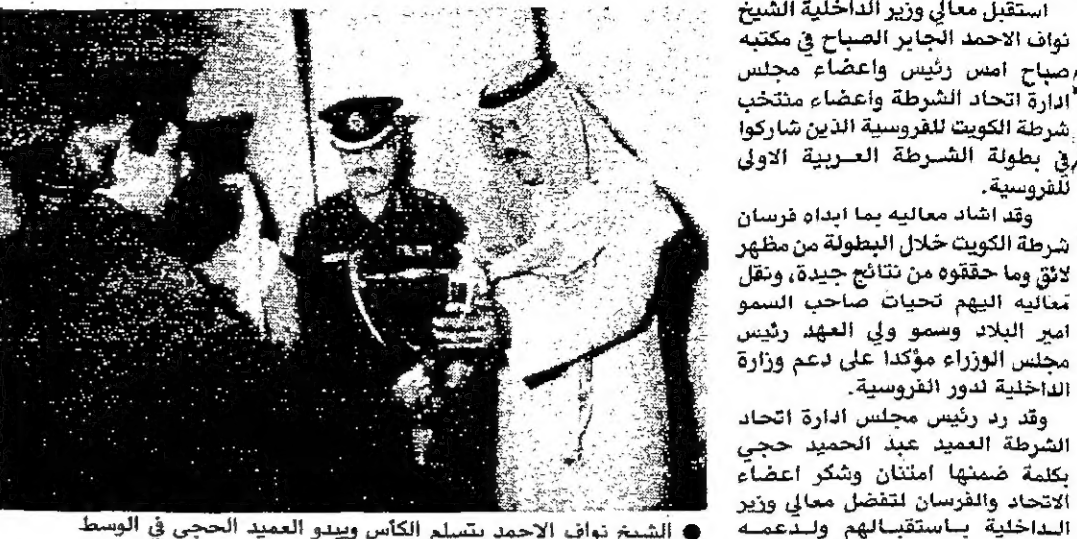 استقبل معالي وزير الداخلية الشيخ
نواف الاحمد الجابر الصباح في مكتبه
صباح امس رئيس واعضاء مجلس
ادارة اتحاد الشرطة واعضاء منتخب
شرطة الكويت للفروسية الذين شاركوا
في بطولة الشـرطة العـربية الاولى
للفروسية.
وقد اشاد معاليه بما ابداه فرسان
شرطة الكويت خلال البطولة من مظهر
لائق وما حققوه من نتائج جيدة، ونقل
معاليه اليهم تحيات صاحب السمو
امير البلاد وسمو ولي العهد رئيس
مجلس الوزراء مؤكدا على دعم وزارة
الداخلية لدور الفروسية.
وقد رد رئيس مجلس ادارة اتحاد
الشرطة العميد عبد الحميد حجي
بكلمة ضمنها امتنان وشكر اعضاء
الاتحاد والفرسان لتفضل معالي وزير
الـداخلية بـاستقبـالهم ولـدعمـه
● الشيخ نواف الاحمد يتسلم الكأس ويبدو العميد الحجي في الوسط